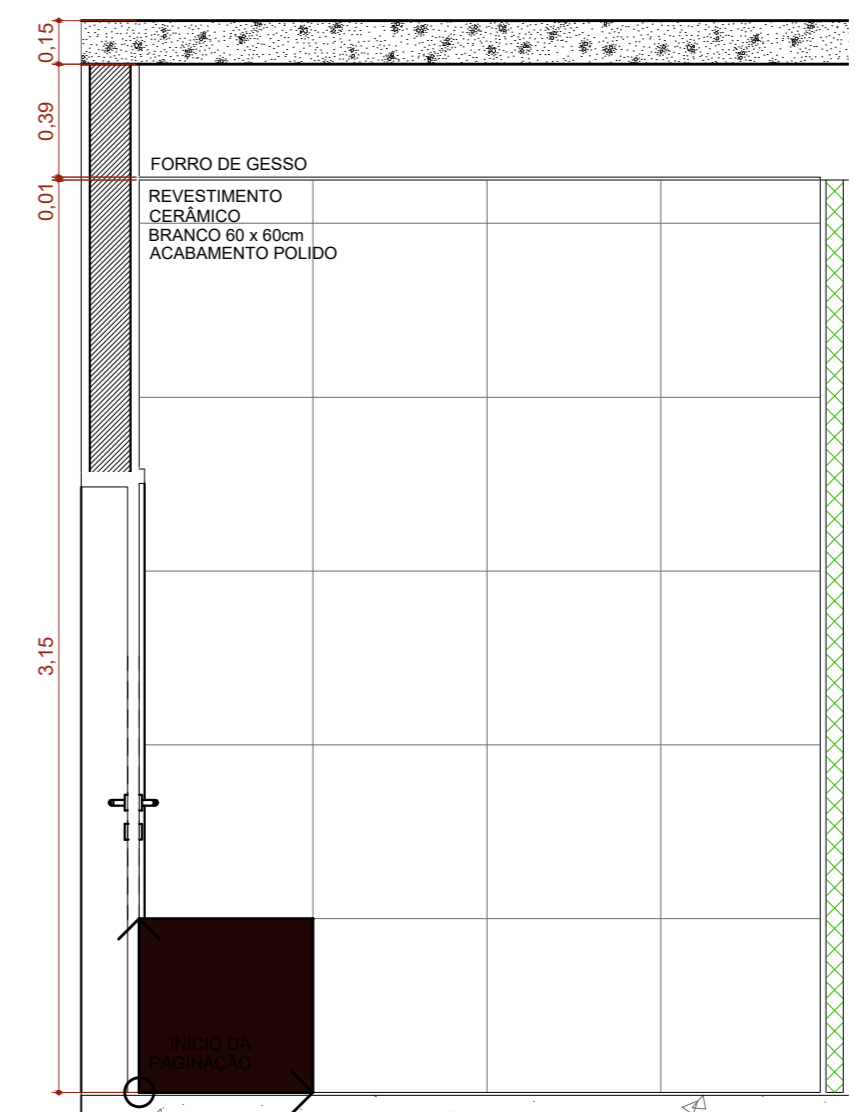 0,15
0,39
FORRO DE GESSO
0,01
REVESTIMENTO
CERÂMICO
BRANCO 60 x 60cm
ACABAMENTO POLIDO
3,15
INÍCIO DA
PAGINAÇÃO